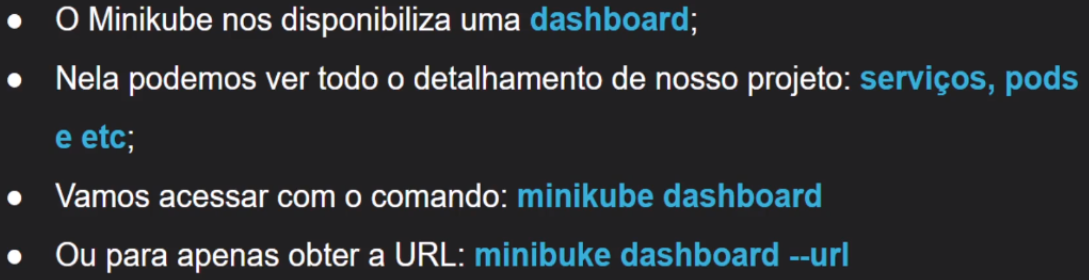 ● O Minikube nos disponibiliza uma dashboard;
● Nela podemos ver todo o detalhamento de nosso projeto: serviços, pods
e etc;
● Vamos acessar com o comando: minikube dashboard
● Ou para apenas obter a URL: minibuke dashboard --url